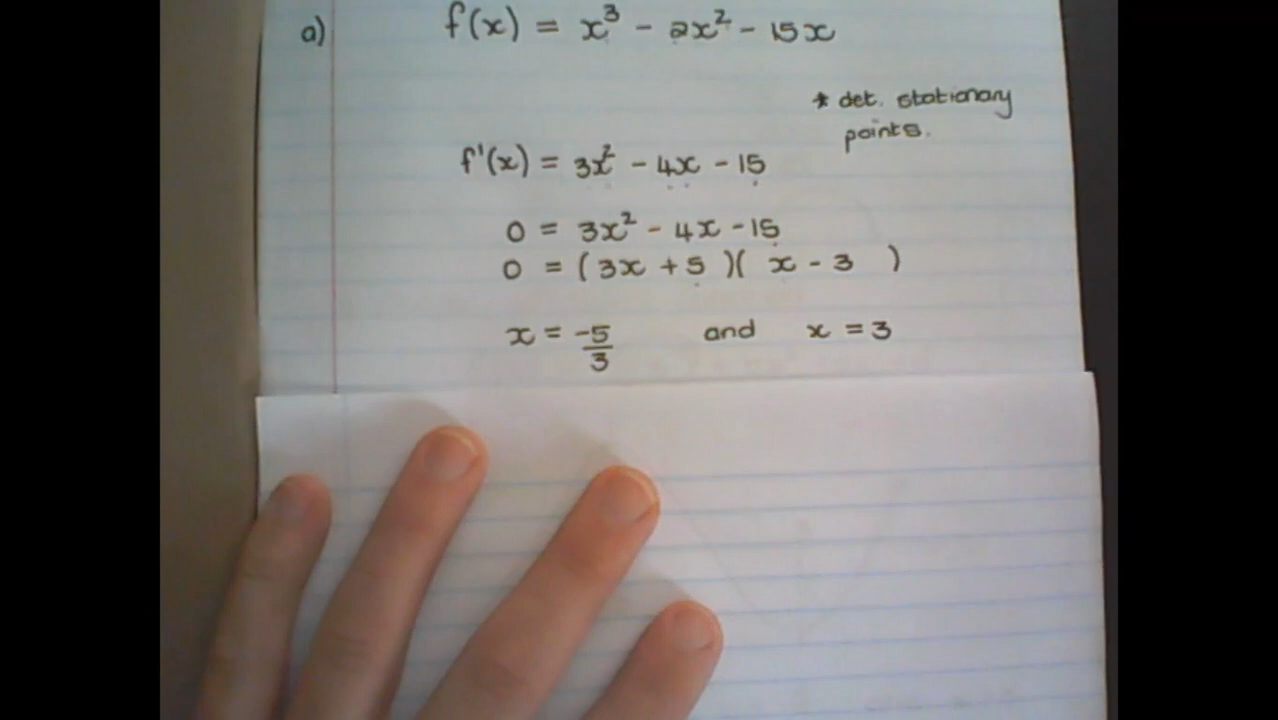 a) f(x) = x³ - 2x² - 15x
* det. stationary
points.
f'(x) = 3x² - 4x - 15
0 = 3x² - 4x - 15
0 = (3x + 5 )( x - 3 )
x = -5/3 and x = 3